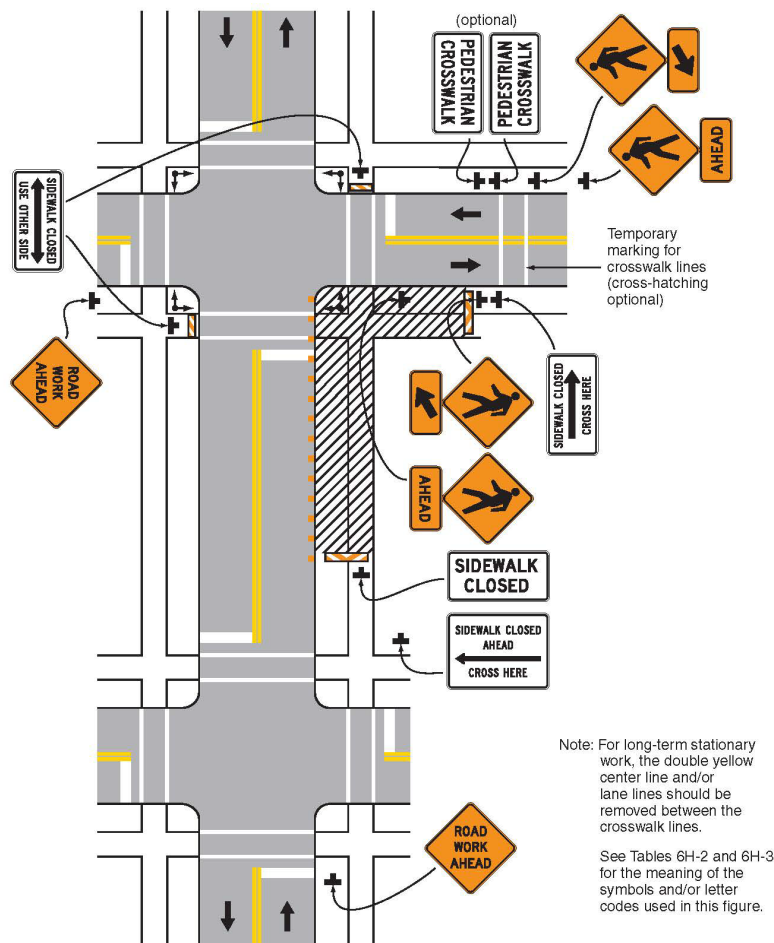 (optional)
PEDESTRIAN
CROSSWALK
PEDESTRIAN
CROSSWALK
AHEAD
SIDEWALK CLOSED
USE OTHER SIDE
Temporary
marking for
crosswalk lines
(cross-hatching
optional)
ROAD
WORK
AHEAD
SIDEWALK CLOSED
CROSS HERE
AHEAD
SIDEWALK
CLOSED
SIDEWALK CLOSED
AHEAD
CROSS HERE
Note: For long-term stationary
work, the double yellow
center line and/or
lane lines should be
removed between the
crosswalk lines.
ROAD
WORK
AHEAD
See Tables 6H-2 and 6H-3
for the meaning of the
symbols and/or letter
codes used in this figure.